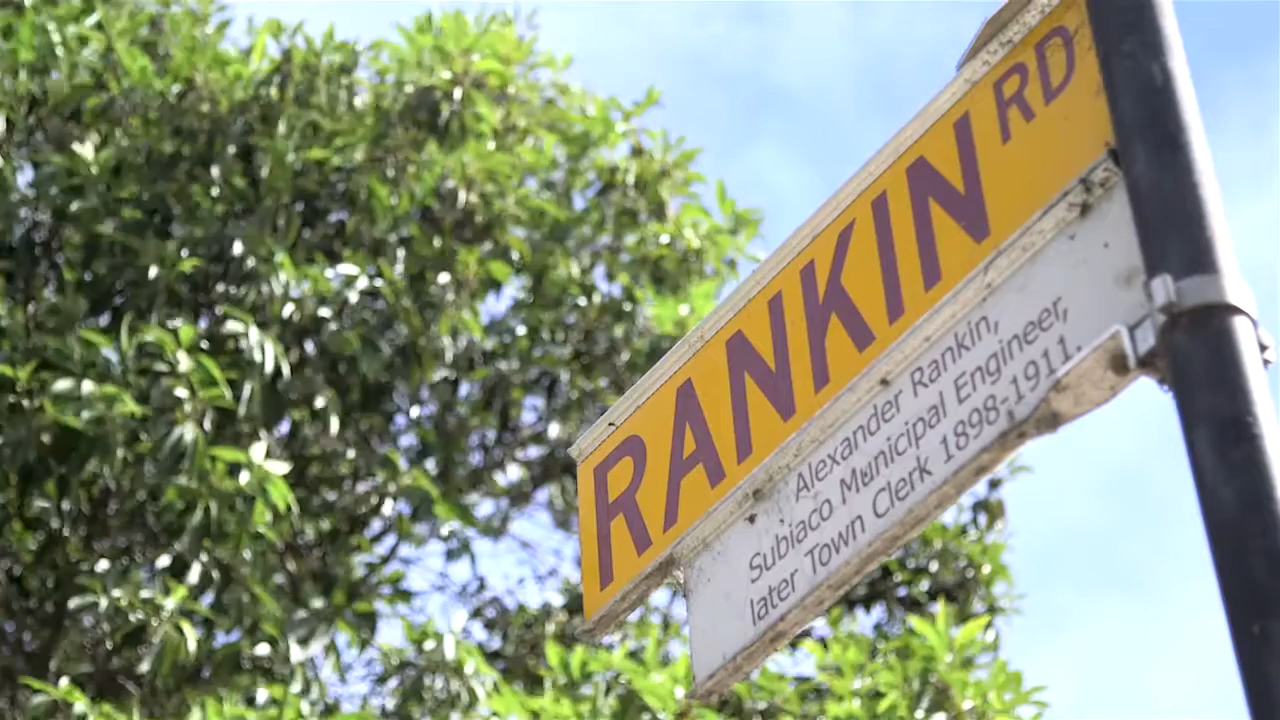 RANKIN RD
Alexander Rankin,
Subiaco Municipal Engineer,
later Town Clerk 1898-1911.